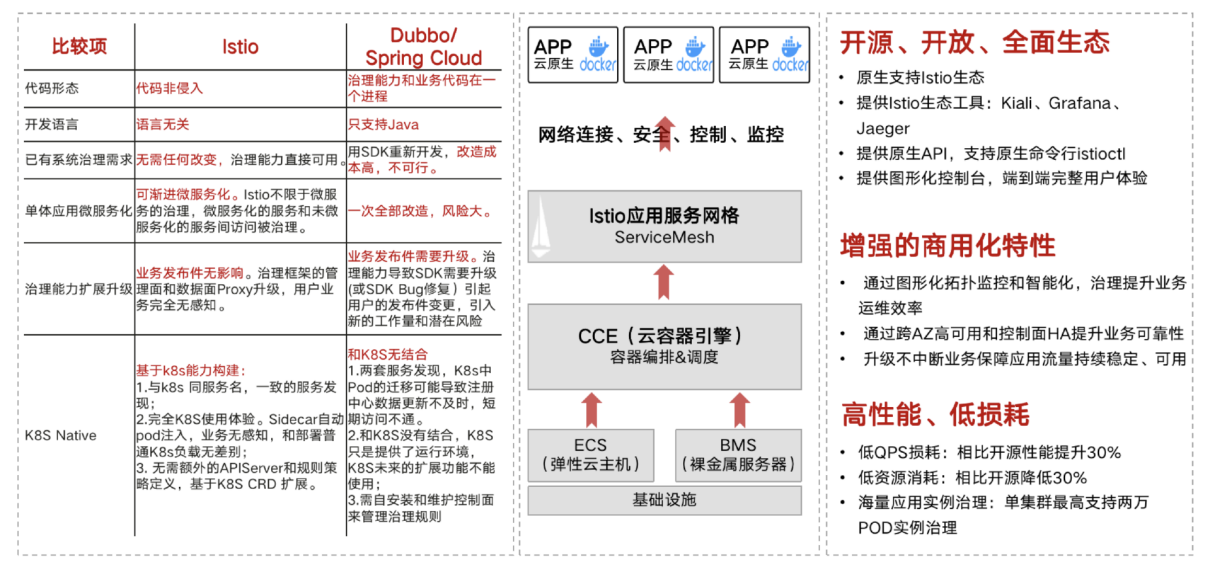 比较项
Istio
Dubbo/
Spring Cloud
代码形态
代码非侵入
治理能力和业务代码在一
个进程
开发语言
语言无关
只支持Java
已有系统治理需求
无需任何改变，治理能力直接可用。
用SDK重新开发，改造成
本高，不可行。
单体应用微服务化
可渐进微服务化。Istio不限于微服
务的治理，微服务化的服务和未微
服务化的服务间访问被治理。
一次全部改造，风险大。
治理能力扩展升级
业务发布件无影响。治理框架的管
理面和数据面Proxy升级，用户业
务完全无感知。
业务发布件需要升级。治
理能力导致SDK需要升级
(或SDK Bug修复）引起
用户的发布件变更，引入
新的工作量和潜在风险
K8S Native
基于k8s能力构建：
1.与k8s 同服务名，一致的服务发
现；
2.完全K8S使用体验。Sidecar自动
pod注入，业务无感知，和部署普
通K8s负载无差别；
3. 无需额外的APIServer和规则策
略定义，基于K8S CRD 扩展。
和K8S无结合
1.两套服务发现，K8s中
Pod的迁移可能导致注册
中心数据更新不及时，短
期访问不通。
2.和K8S没有结合，K8S
只是提供了运行环境，
K8S未来的扩展功能不能
使用；
3.需自安装和维护控制面
来管理治理规则
APP
云原生
docker
APP
云原生
docker
APP
云原生
docker
网络连接、安全、控制、监控
Istio应用服务网格
ServiceMesh
CCE（云容器引擎）
容器编排&调度
ECS
（弹性云主机）
BMS
（裸金属服务器）
基础设施
开源、开放、全面生态
• 原生支持Istio生态
• 提供Istio生态工具：Kiali、Grafana、
Jaeger
• 提供原生API，支持原生命令行istioctl
• 提供图形化控制台，端到端完整用户体验
增强的商用化特性
• 通过图形化拓扑监控和智能化，治理提升业务
运维效率
• 通过跨AZ高可用和控制面HA提升业务可靠性
• 升级不中断业务保障应用流量持续稳定、可用
高性能、低损耗
• 低QPS损耗：相比开源性能提升30%
• 低资源消耗：相比开源降低30%
• 海量应用实例治理：单集群最高支持两万
POD实例治理